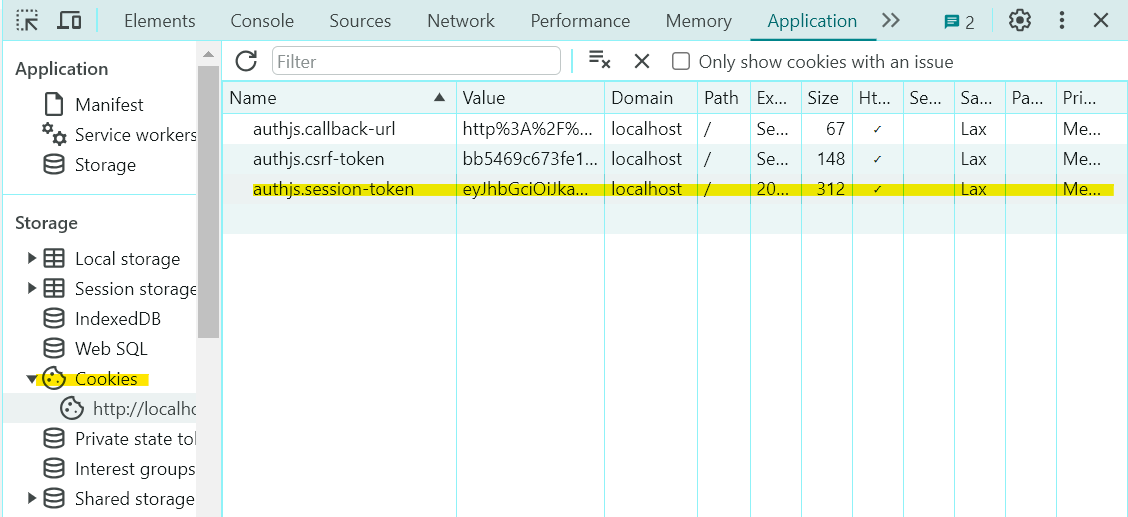 Elements Console Sources Network Performance Memory Application 2
Application
Manifest
Service workers
Storage
Storage
Local storage
Session storage
IndexedDB
Web SQL
Cookies
http://localho
Private state to
Interest groups
Shared storage
Filter Only show cookies with an issue
Name Value Domain Path Ex... Size Ht... Se... Sa... Pa... Pri...
authjs.callback-url http%3A%2F%... localhost / Se... 67 ✓ Lax Me...
authjs.csrf-token bb5469c673fe1... localhost / Se... 148 ✓ Lax Me...
authjs.session-token eyJhbGciOiJka... localhost / 20... 312 ✓ Lax Me...